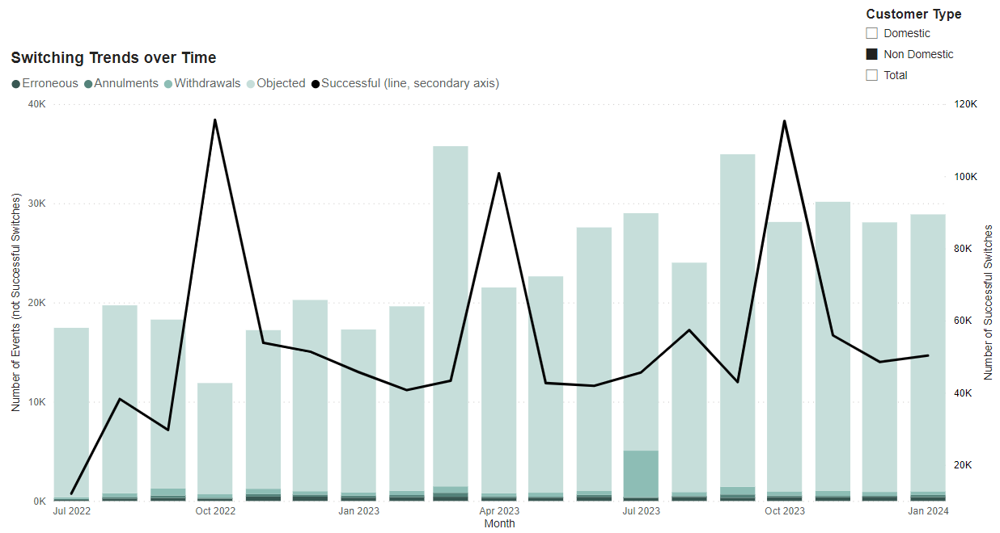 Customer Type
Domestic
Non Domestic
Total
Switching Trends over Time
Erroneous Annulments Withdrawals Objected Successful (line, secondary axis)
40K
30K
20K
10K
0K
Number of Events (not Successful Switches)
120K
100K
80K
60K
40K
20K
Number of Successful Switches
Jul 2022 Oct 2022 Jan 2023 Apr 2023 Jul 2023 Oct 2023 Jan 2024
Month